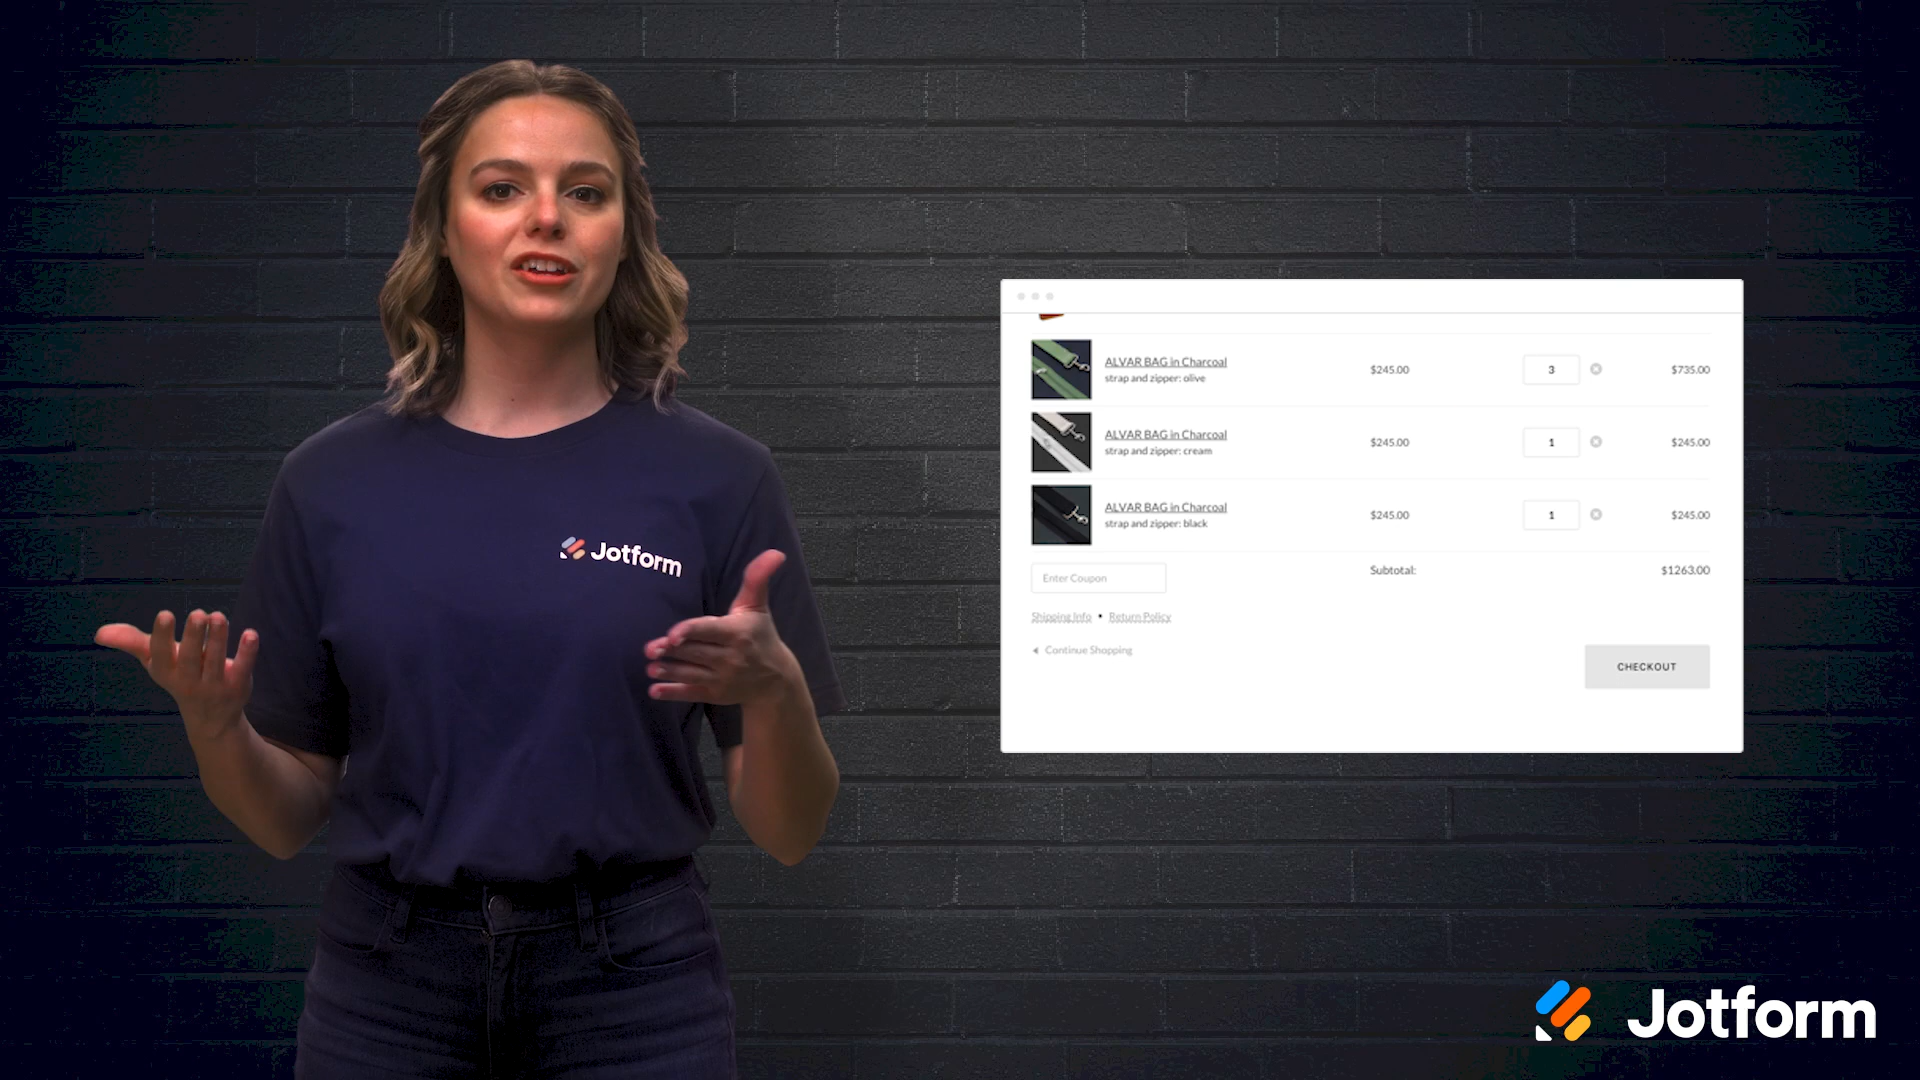 ALVAR BAG in Charcoal
strap and zipper: olive
$245.00
3
$735.00
ALVAR BAG in Charcoal
strap and zipper: cream
$245.00
1
$245.00
ALVAR BAG in Charcoal
strap and zipper: black
$245.00
1
$245.00
Enter Coupon
Subtotal:
$1263.00
Shipping Info • Return Policy
Continue Shopping
CHECKOUT
Jotform
Jotform